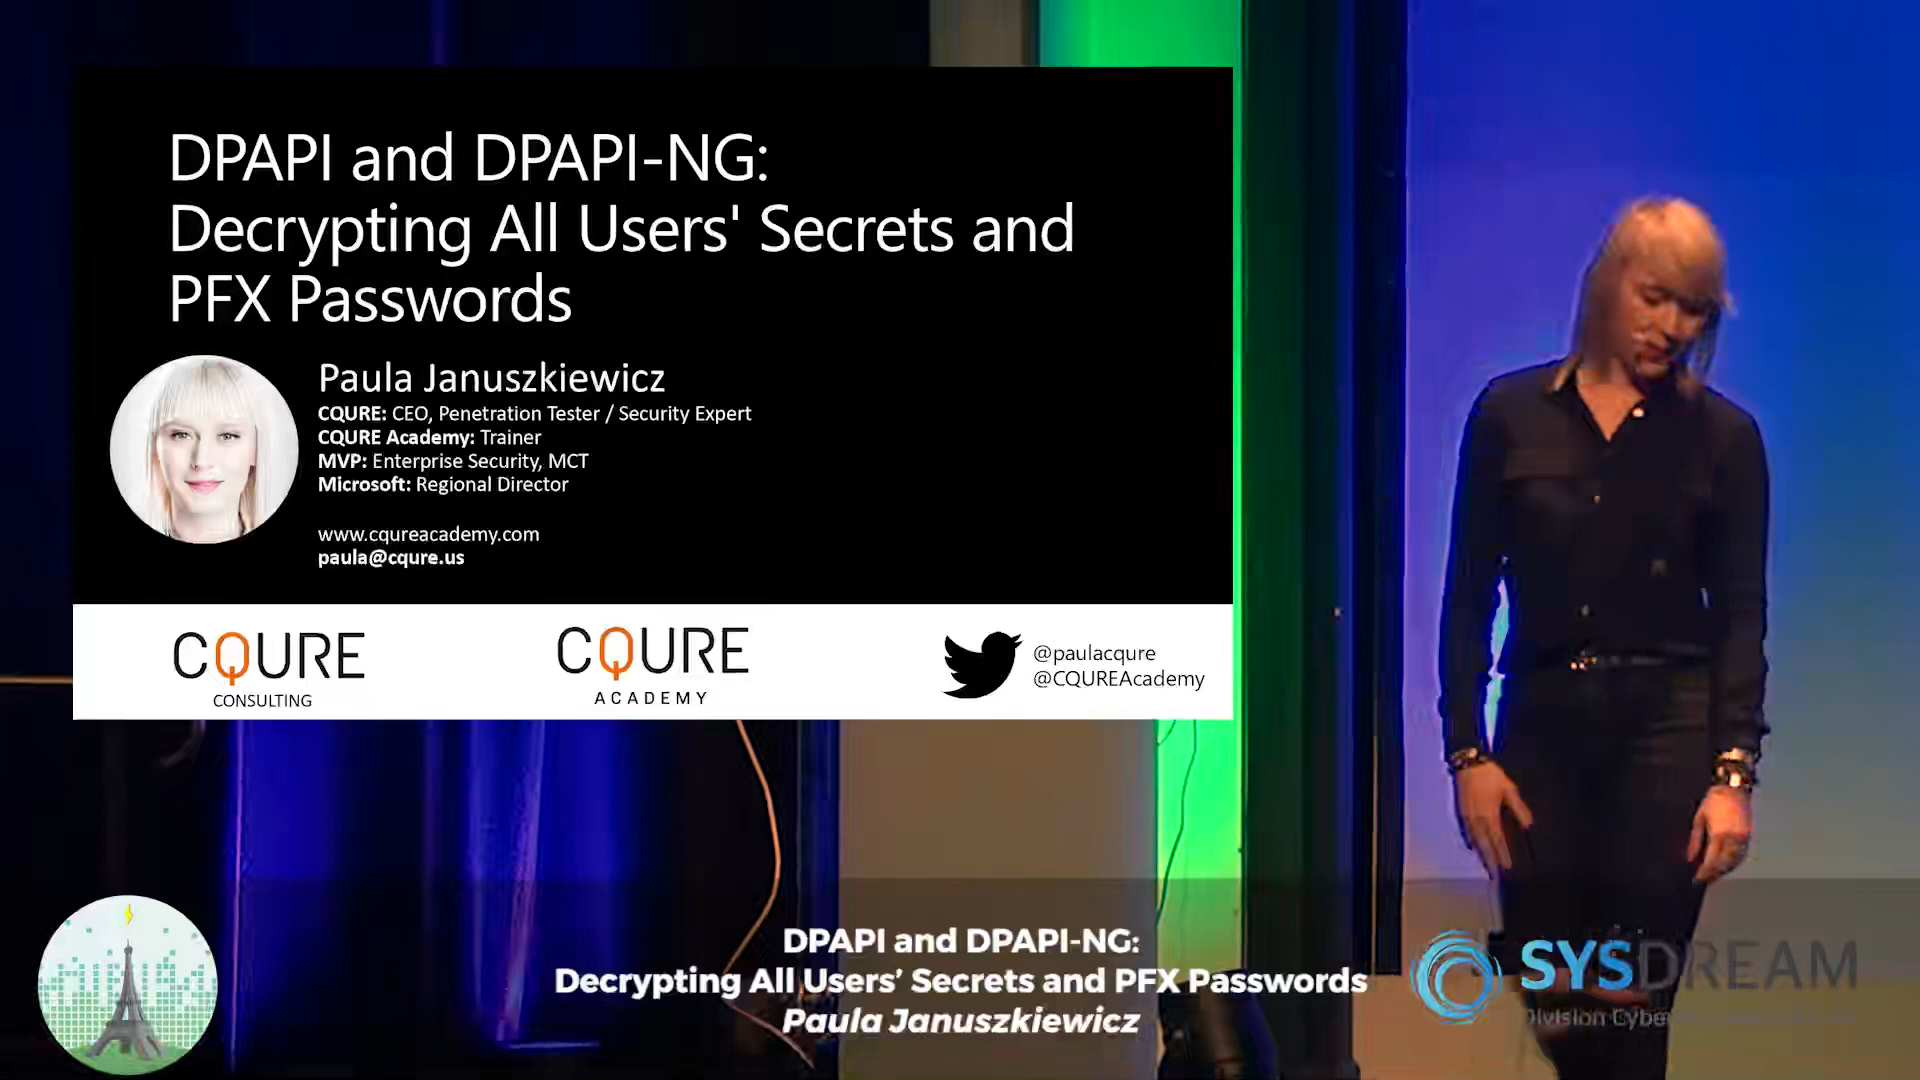 DPAPI and DPAPI-NG:
Decrypting All Users' Secrets and
PFX Passwords
Paula Januszkiewicz
CQURE: CEO, Penetration Tester / Security Expert
CQURE Academy: Trainer
MVP: Enterprise Security, MCT
Microsoft: Regional Director
www.cqureacademy.com
paula@cqure.us
CQURE
CONSULTING
CQURE
ACADEMY
@paulacqure
@CQUREAcademy
DPAPI and DPAPI-NG:
Decrypting All Users’ Secrets and PFX Passwords
Paula Januszkiewicz
SYSDREAM
Division